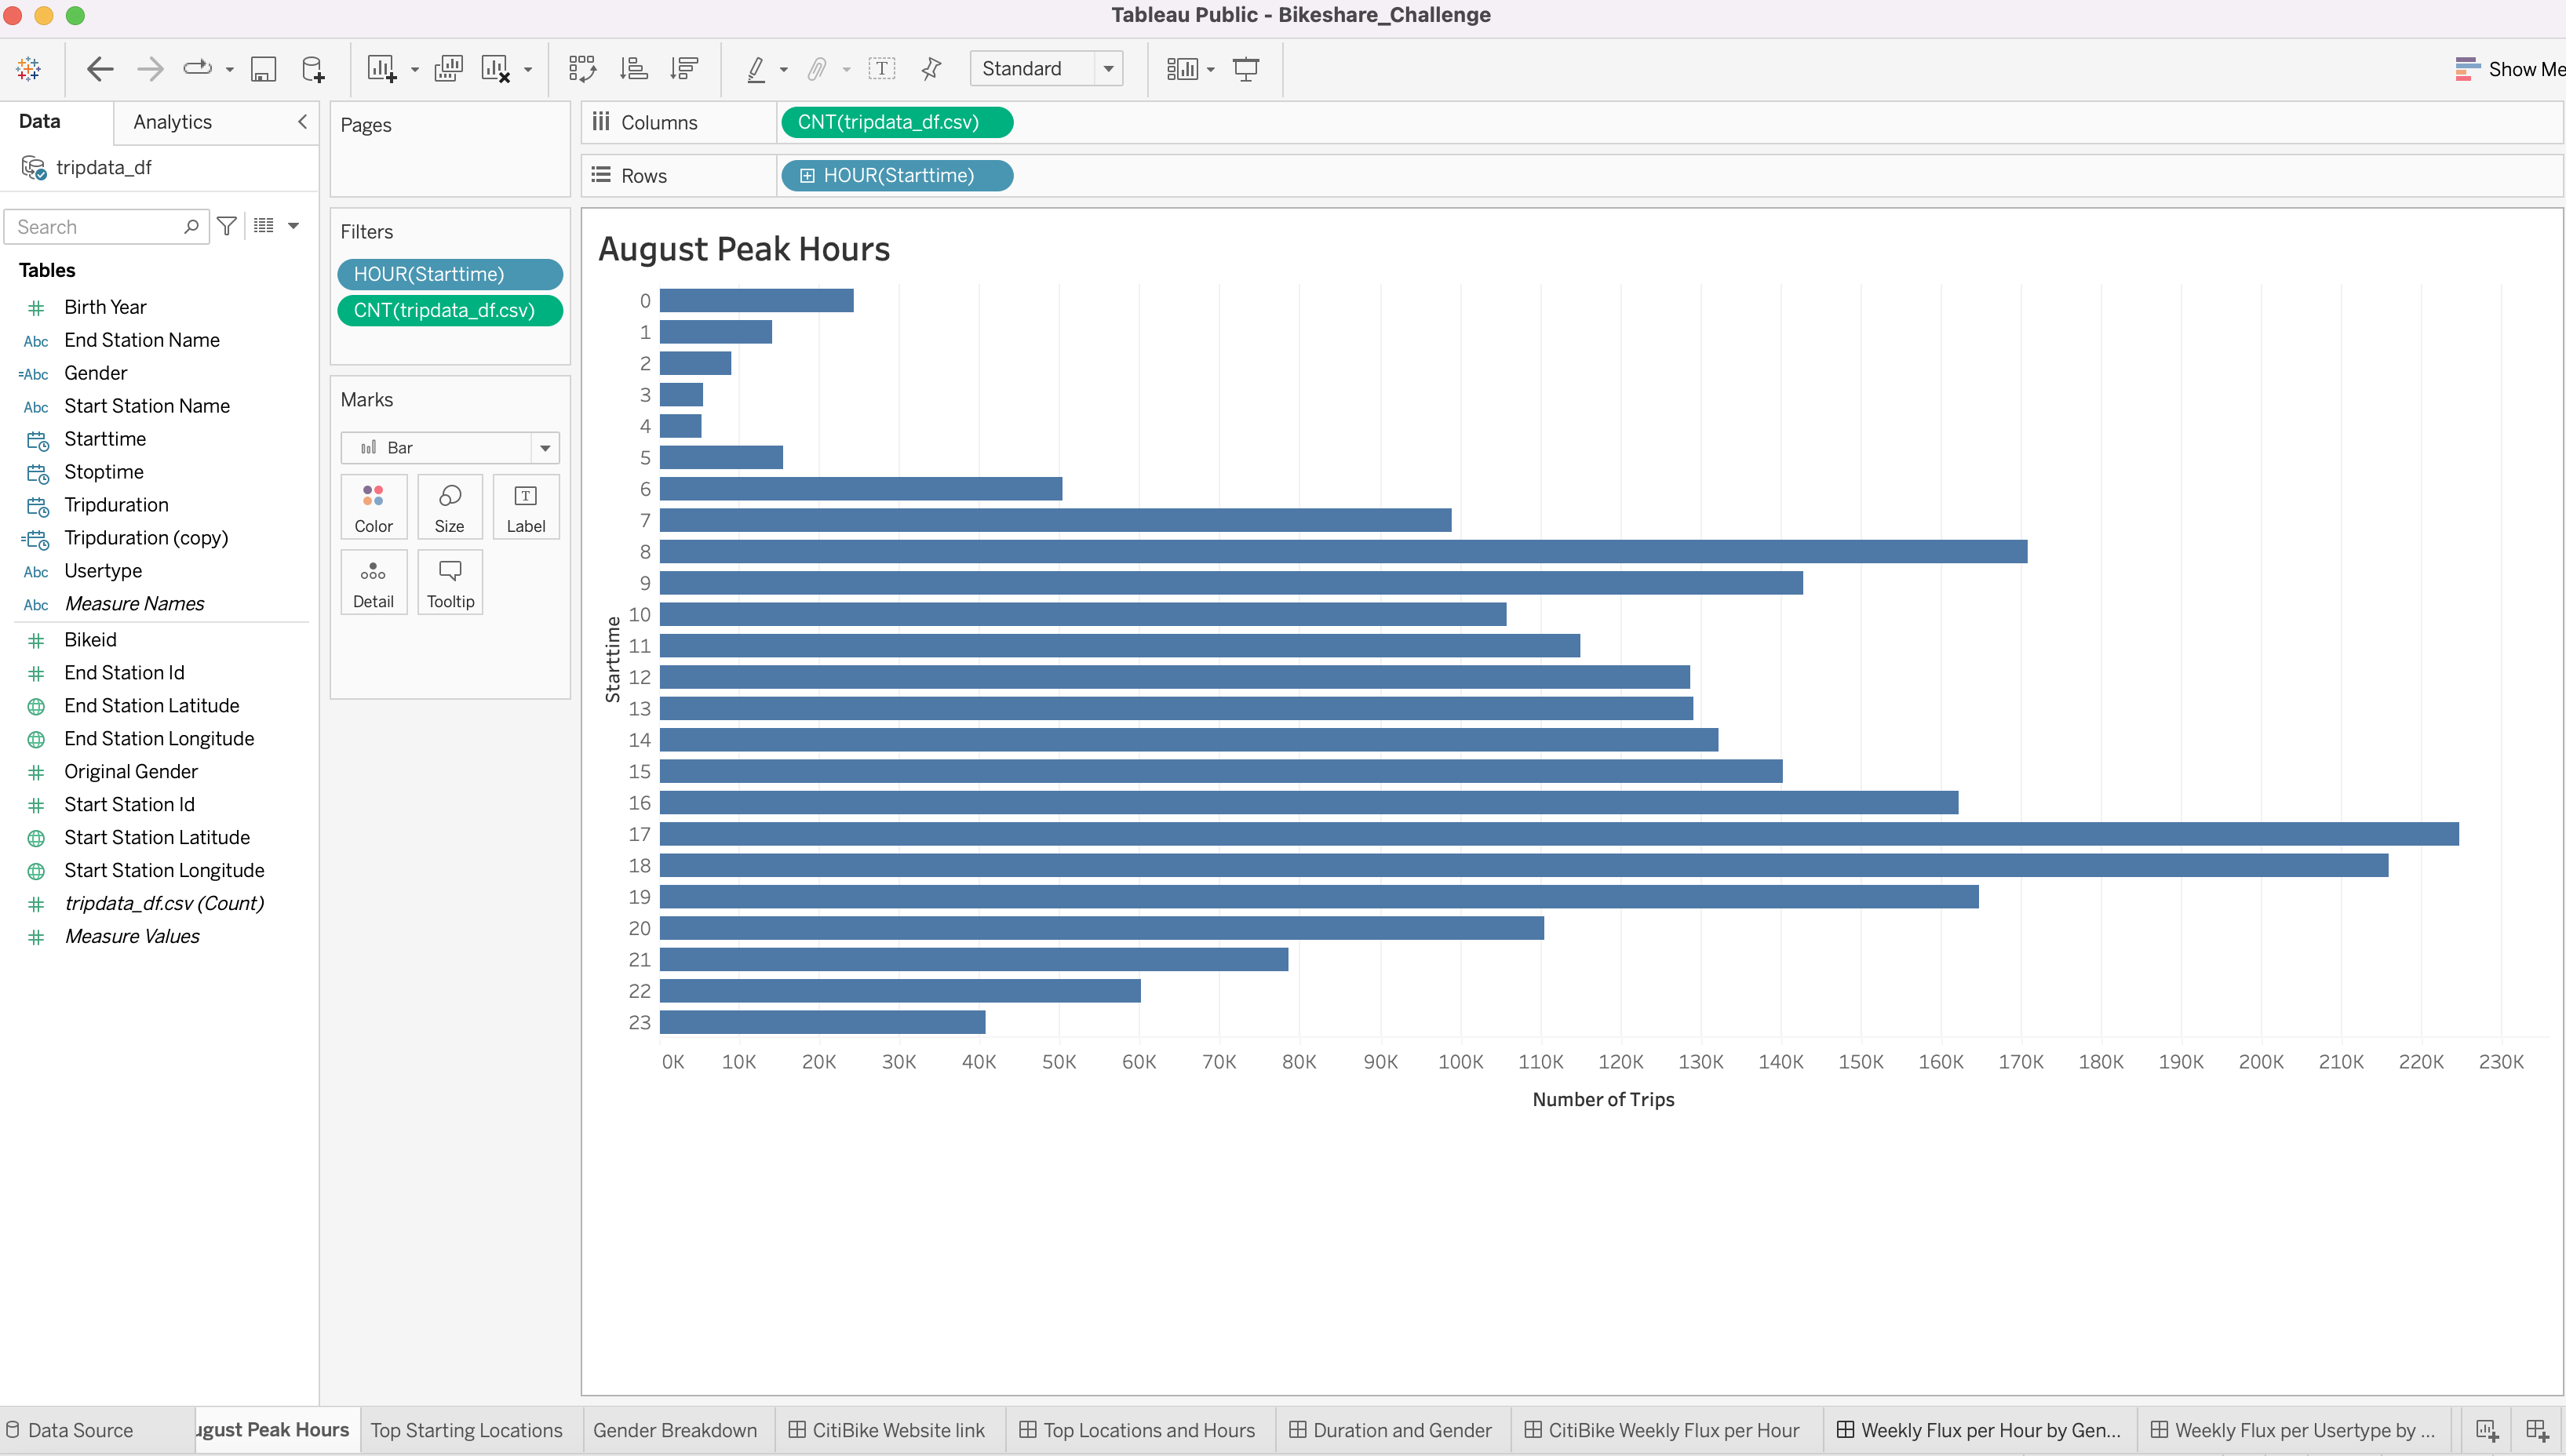 Tableau Public - Bikeshare_Challenge
Standard
Show Me
Data
Analytics
tripdata_df
Search
Tables
Birth Year
Abc End Station Name
=Abc Gender
Abc Start Station Name
Starttime
Stoptime
Tripduration
Tripduration (copy)
Abc Usertype
Abc Measure Names
Bikeid
End Station Id
End Station Latitude
End Station Longitude
Original Gender
Start Station Id
Start Station Latitude
Start Station Longitude
tripdata_df.csv (Count)
Measure Values
Pages
Filters
HOUR(Starttime)
CNT(tripdata_df.csv)
Marks
Bar
Color Size Label
Detail Tooltip
Columns CNT(tripdata_df.csv)
Rows HOUR(Starttime)
August Peak Hours
Starttime
0
1
2
3
4
5
6
7
8
9
10
11
12
13
14
15
16
17
18
19
20
21
22
23
0K 10K 20K 30K 40K 50K 60K 70K 80K 90K 100K 110K 120K 130K 140K 150K 160K 170K 180K 190K 200K 210K 220K 230K
Number of Trips
Data Source ugust Peak Hours Top Starting Locations Gender Breakdown CitiBike Website link Top Locations and Hours Duration and Gender CitiBike Weekly Flux per Hour Weekly Flux per Hour by Gen... Weekly Flux per Usertype by ...